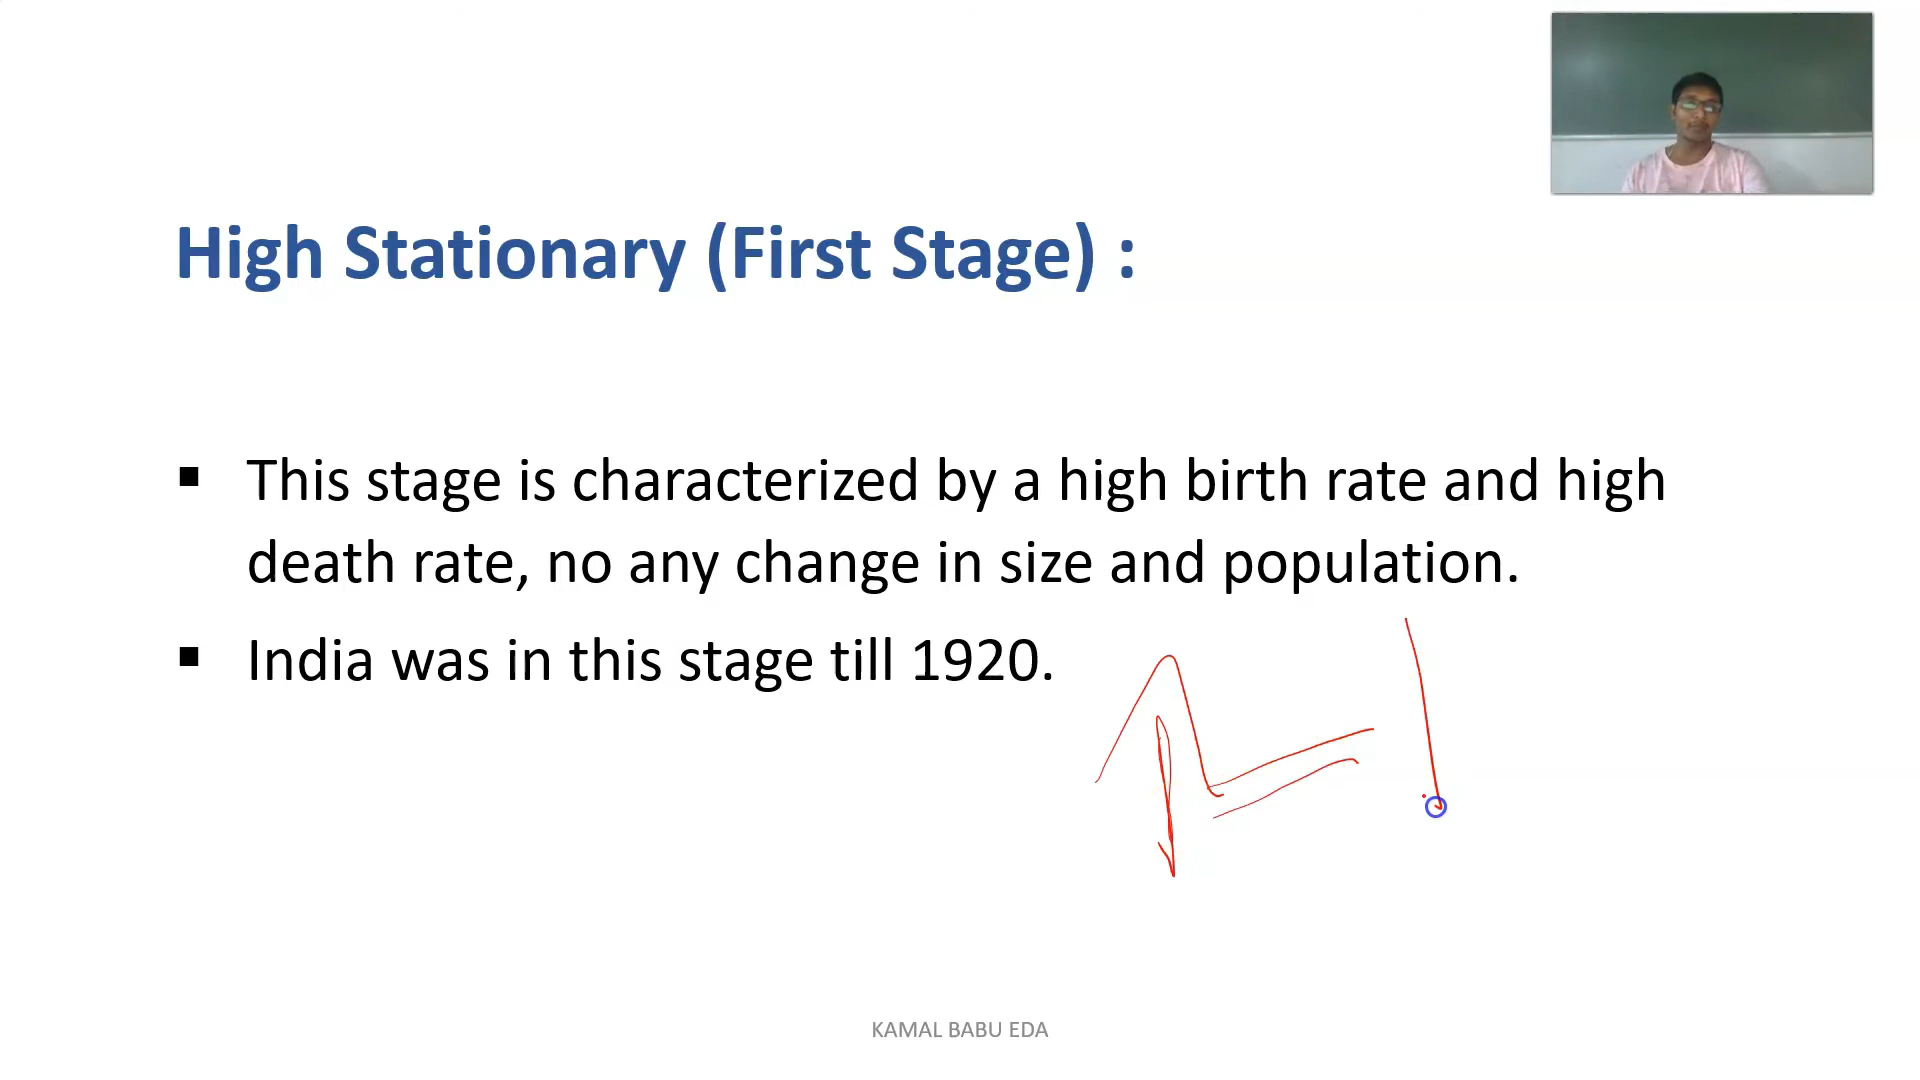 High Stationary (First Stage) :
▪ This stage is characterized by a high birth rate and high
death rate, no any change in size and population.
▪ India was in this stage till 1920.
KAMAL BABU EDA